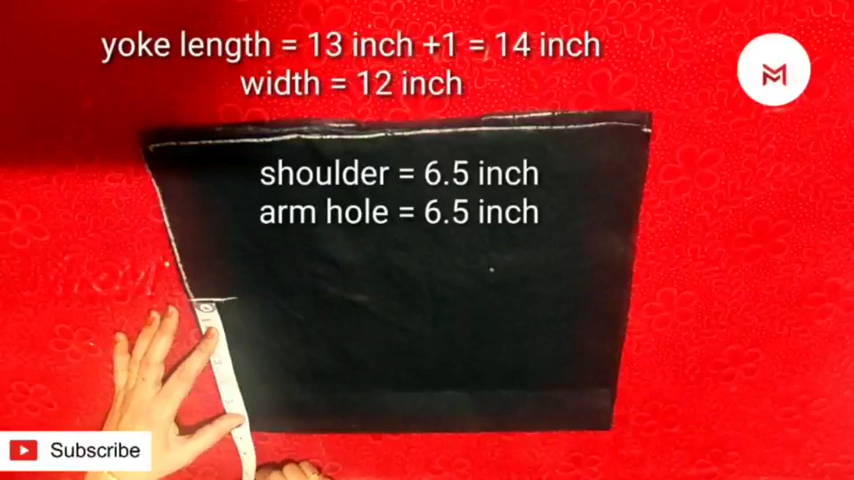 yoke length = 13 inch +1 = 14 inch
width = 12 inch
shoulder = 6.5 inch
arm hole = 6.5 inch
Subscribe